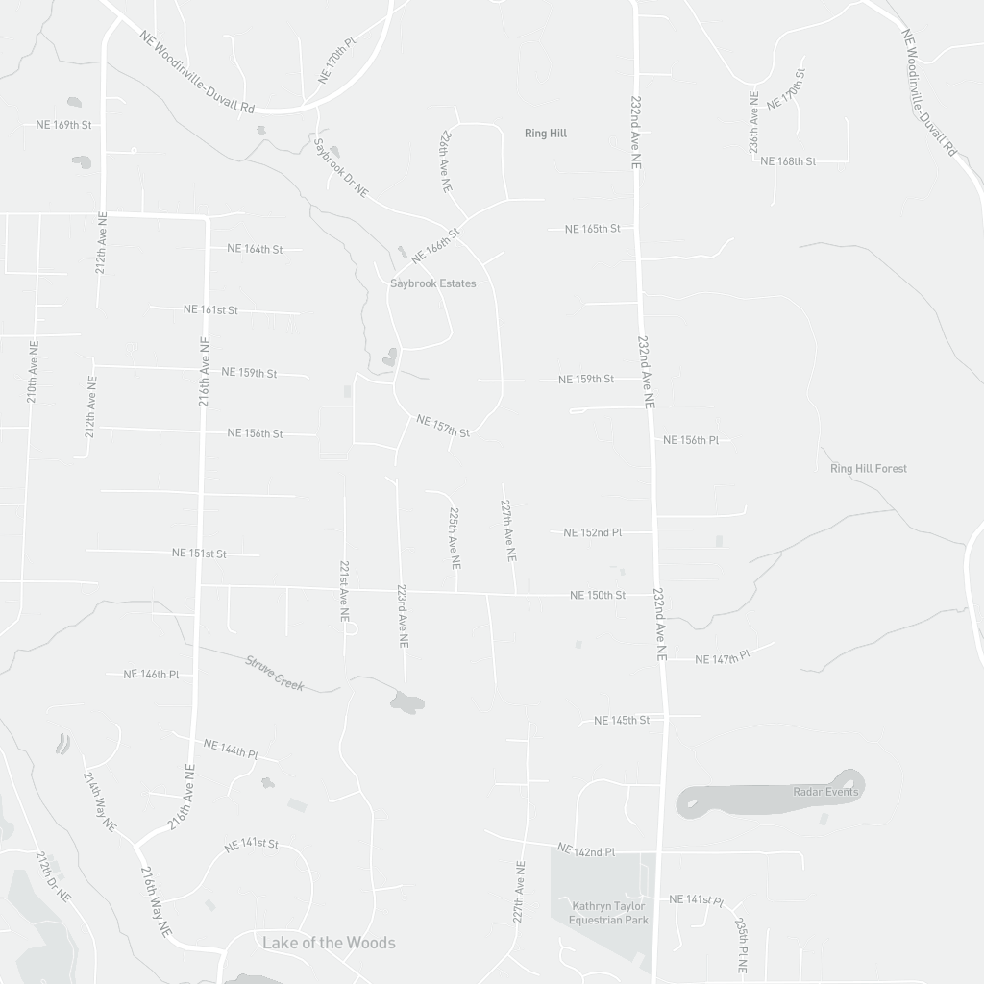 NE Woodinville-Duvall Rd
NE 170th Pl
NE Woodinville-Duvall Rd
232nd Ave NE
236th Ave NE
NE 170th St
NE 169th St
Ring Hill
226th Ave NE
Saybrook Dr NE
NE 168th St
212th Ave NE
NE 165th St
NE 164th St
NE 166th St
Saybrook Estates
NE 161st St
210th Ave NE
216th Ave NE
232nd Ave NE
NE 159th St
NE 159th St
212th Ave NE
NE 156th St
NE 157th St
NE 156th Pl
Ring Hill Forest
225th Ave NE
227th Ave NE
NE 152nd Pl
NE 151st St
221st Ave NE
223rd Ave NE
NE 150th St
232nd Ave NE
Struve Creek
NE 147th Pl
NE 146th Pl
NE 145th St
NE 144th Pl
214th Way NE
216th Ave NE
Radar Events
NE 141st St
NE 142nd Pl
212th Dr NE
216th Way NE
227th Ave NE
Kathryn Taylor
Equestrian Park
NE 141st Pl
235th Pl NE
Lake of the Woods